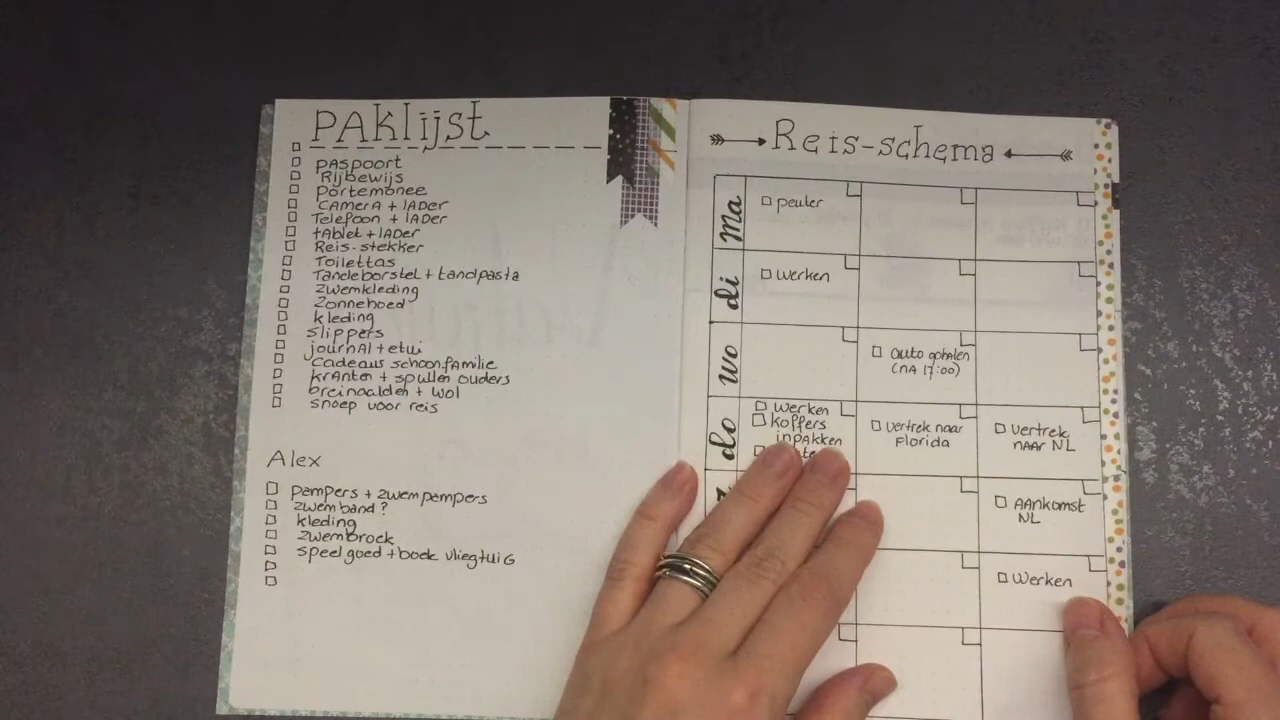 PAKlijst
PASPOORT
Rijbewijs
Portemonee
CAMERA + lADer
Telefoon + lADer
tAblet + lADer
Reis-stekker
Toilettas
Tandeborstel + tandpasta
Zwemkleding
Zonnehoed
kleding
Slippers
journAl + etui
Cadeaus schoonfAmilie
krAnten + spullen ouders
breinaalden + wol
snoep voor reis
Alex
pampers + zwempampers
zwemband?
kleding
zwembroek
speelgoed + boek vliegtuiG
Reis-schema
Ma
peuter
di
werken
wo
auto ophalen
(NA 17:00)
do
werken
koffers
inpAkken
vertrek naar
Florida
vertrek
nAAr NL
AAnkomst
NL
Werken